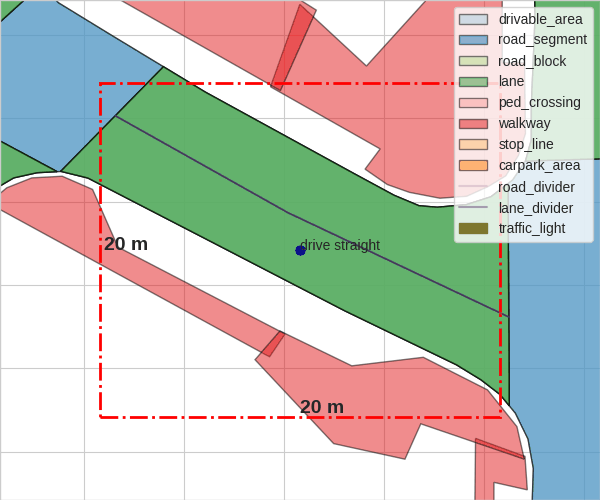 drivable_area
road_segment
road_block
lane
ped_crossing
walkway
stop_line
carpark_area
road_divider
lane_divider
traffic_light
20 m
drive straight
20 m